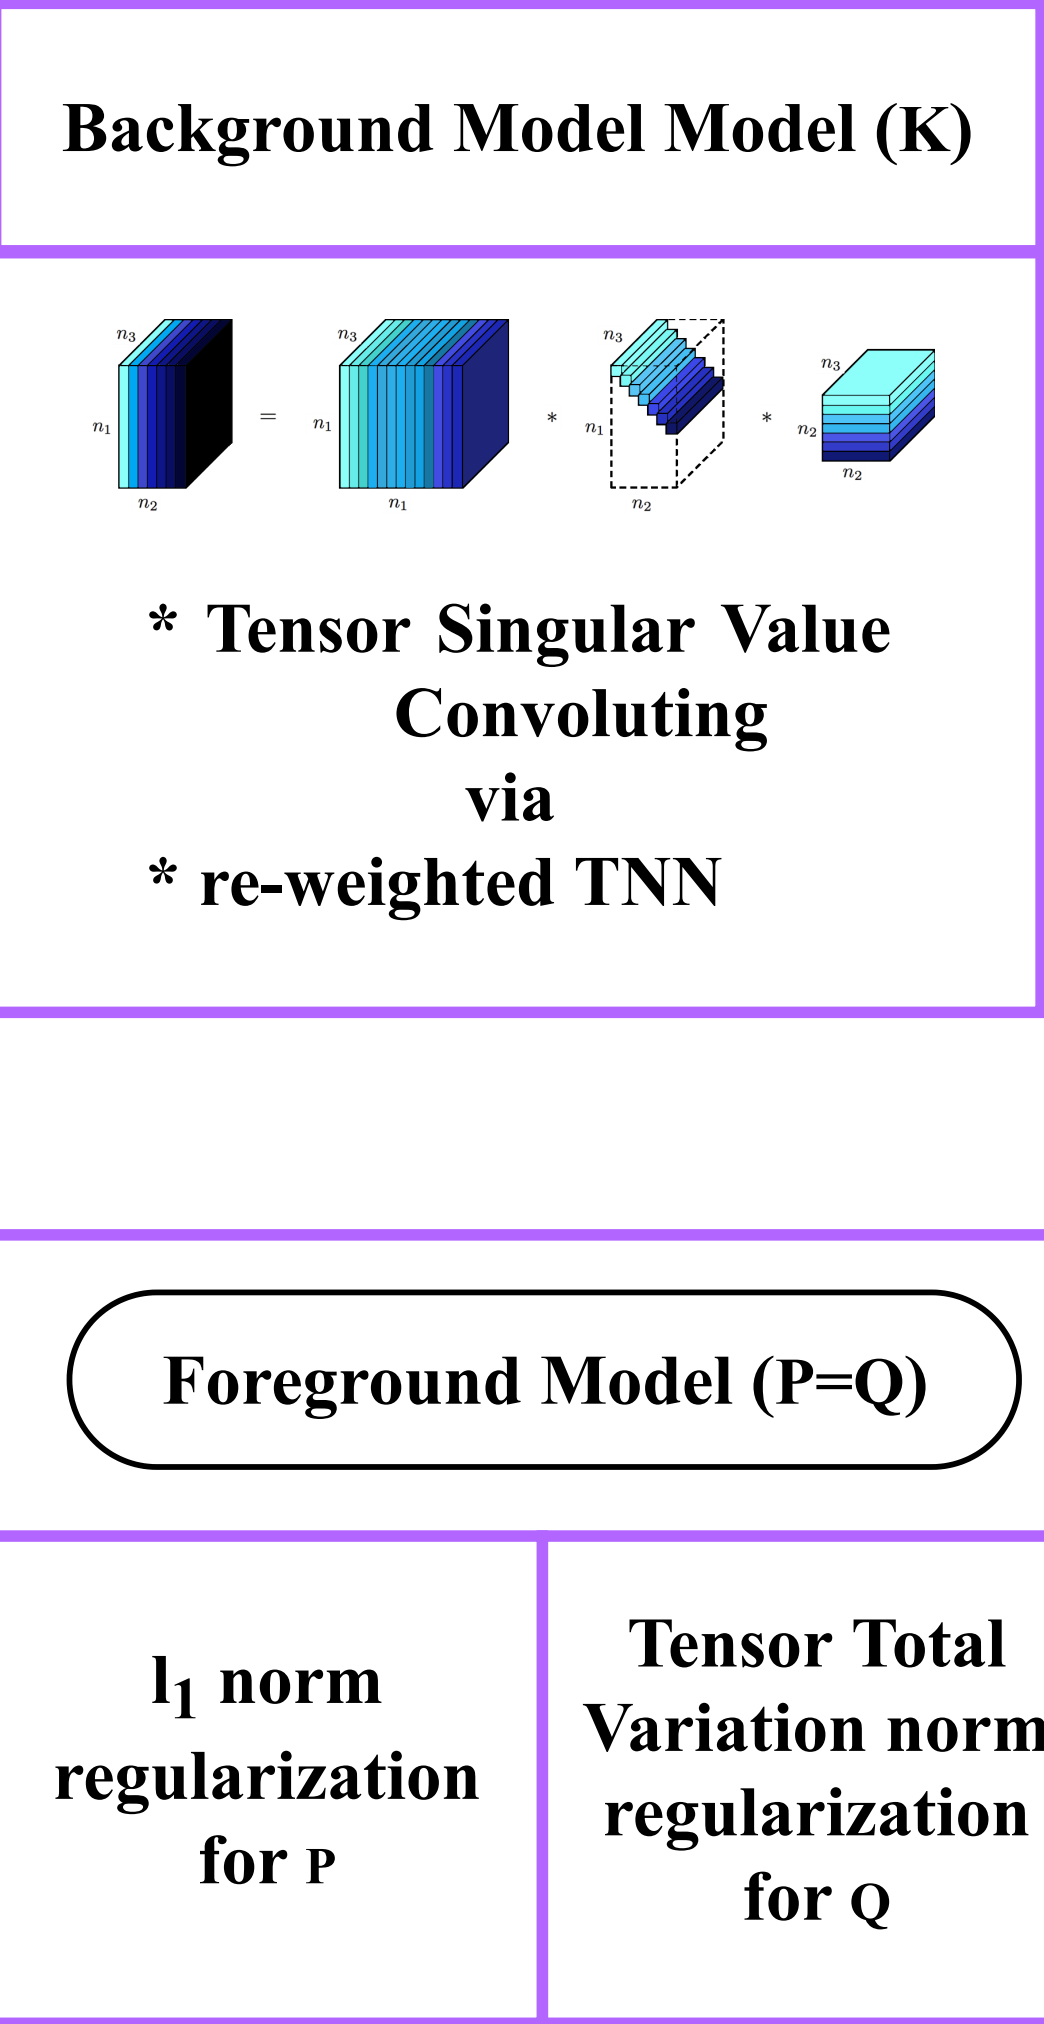 Background Model Model (K)
n3 n3 n3 n3
n1 = n1 * n1 * n2
n2 n1 n2 n2
* Tensor Singular Value
Convoluting
via
* re-weighted TNN
Foreground Model (P=Q)
l1 norm
regularization
for P
Tensor Total
Variation norm
regularization
for Q